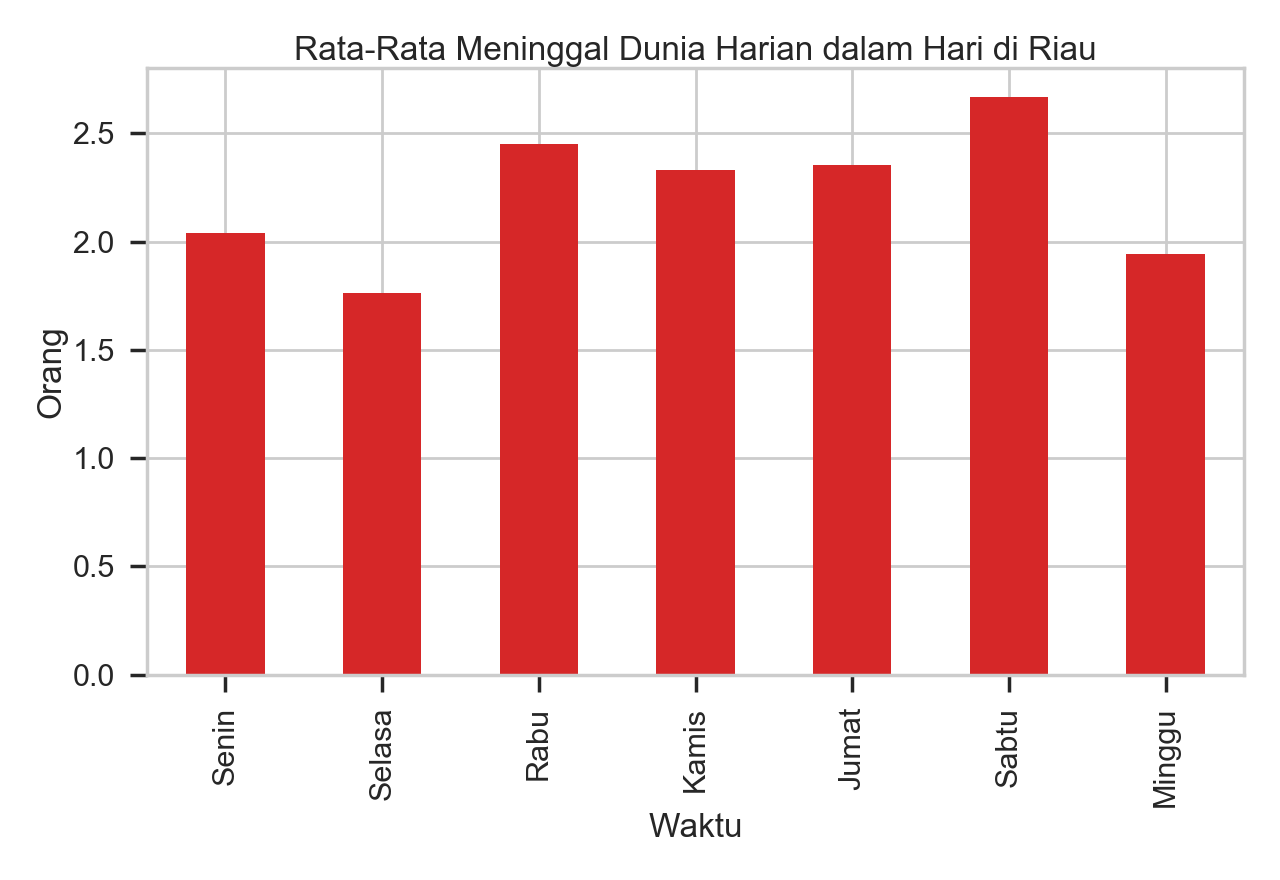 Rata-Rata Meninggal Dunia Harian dalam Hari di Riau
2.5
2.0
1.5
1.0
0.5
0.0
Orang
Senin
Selasa
Rabu
Kamis
Jumat
Sabtu
Minggu
Waktu